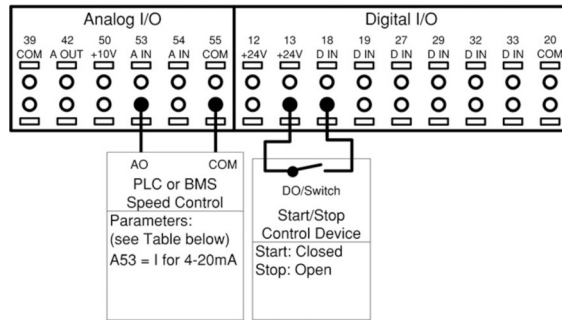 Analog I/O Digital I/O
39 42 50 53 54 55 12 13 18 19 27 29 32 33 20
COM A OUT +10V A IN A IN COM +24V +24V D IN D IN D IN D IN D IN D IN COM
AO COM
PLC or BMS
Speed Control
Parameters:
(see Table below)
A53 = I for 4-20mA
DO/Switch
Start/Stop
Control Device
Start: Closed
Stop: Open